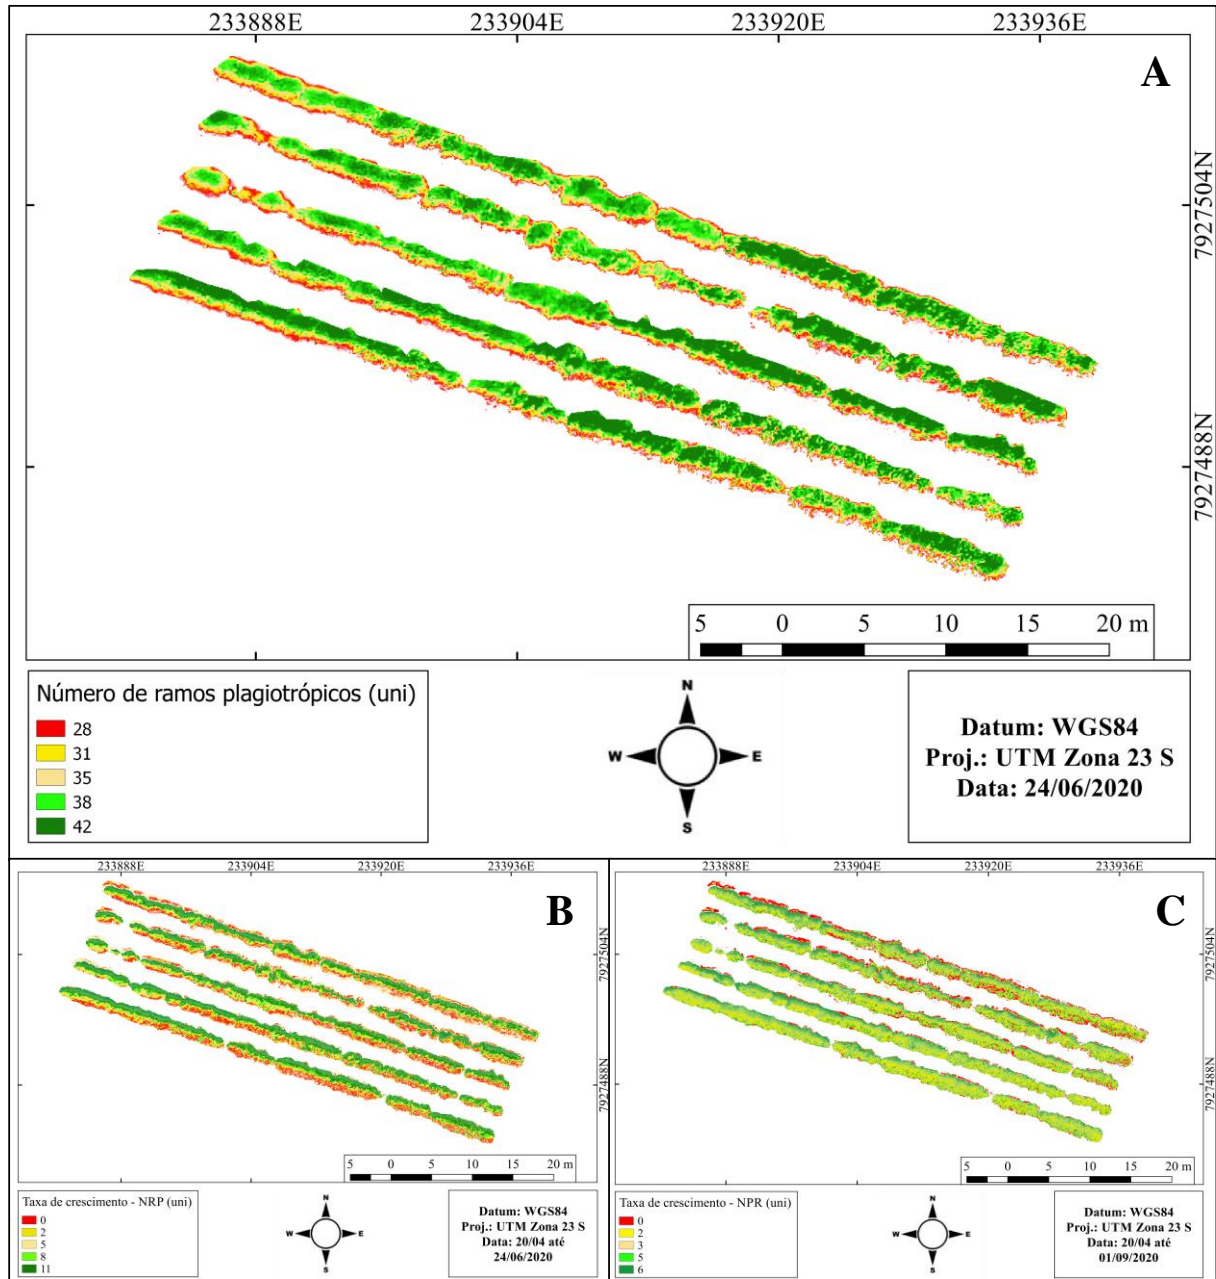 233888E 233904E 233920E 233936E
A
7927504N
7927488N
5 0 5 10 15 20 m
Número de ramos plagiotrópicos (uni)
28
31
35
38
42
N
W E
S
Datum: WGS84
Proj.: UTM Zona 23 S
Data: 24/06/2020
233888E 233904E 233920E 233936E
B
7927504N
7927488N
5 0 5 10 15 20 m
Taxa de crescimento - NRP (uni)
0
2
5
8
11
N
W E
S
Datum: WGS84
Proj.: UTM Zona 23 S
Data: 20/04 até
24/06/2020
233888E 233904E 233920E 233936E
C
7927504N
7927488N
5 0 5 10 15 20 m
Taxa de crescimento - NPR (uni)
0
2
3
5
6
N
W E
S
Datum: WGS84
Proj.: UTM Zona 23 S
Data: 20/04 até
01/09/2020